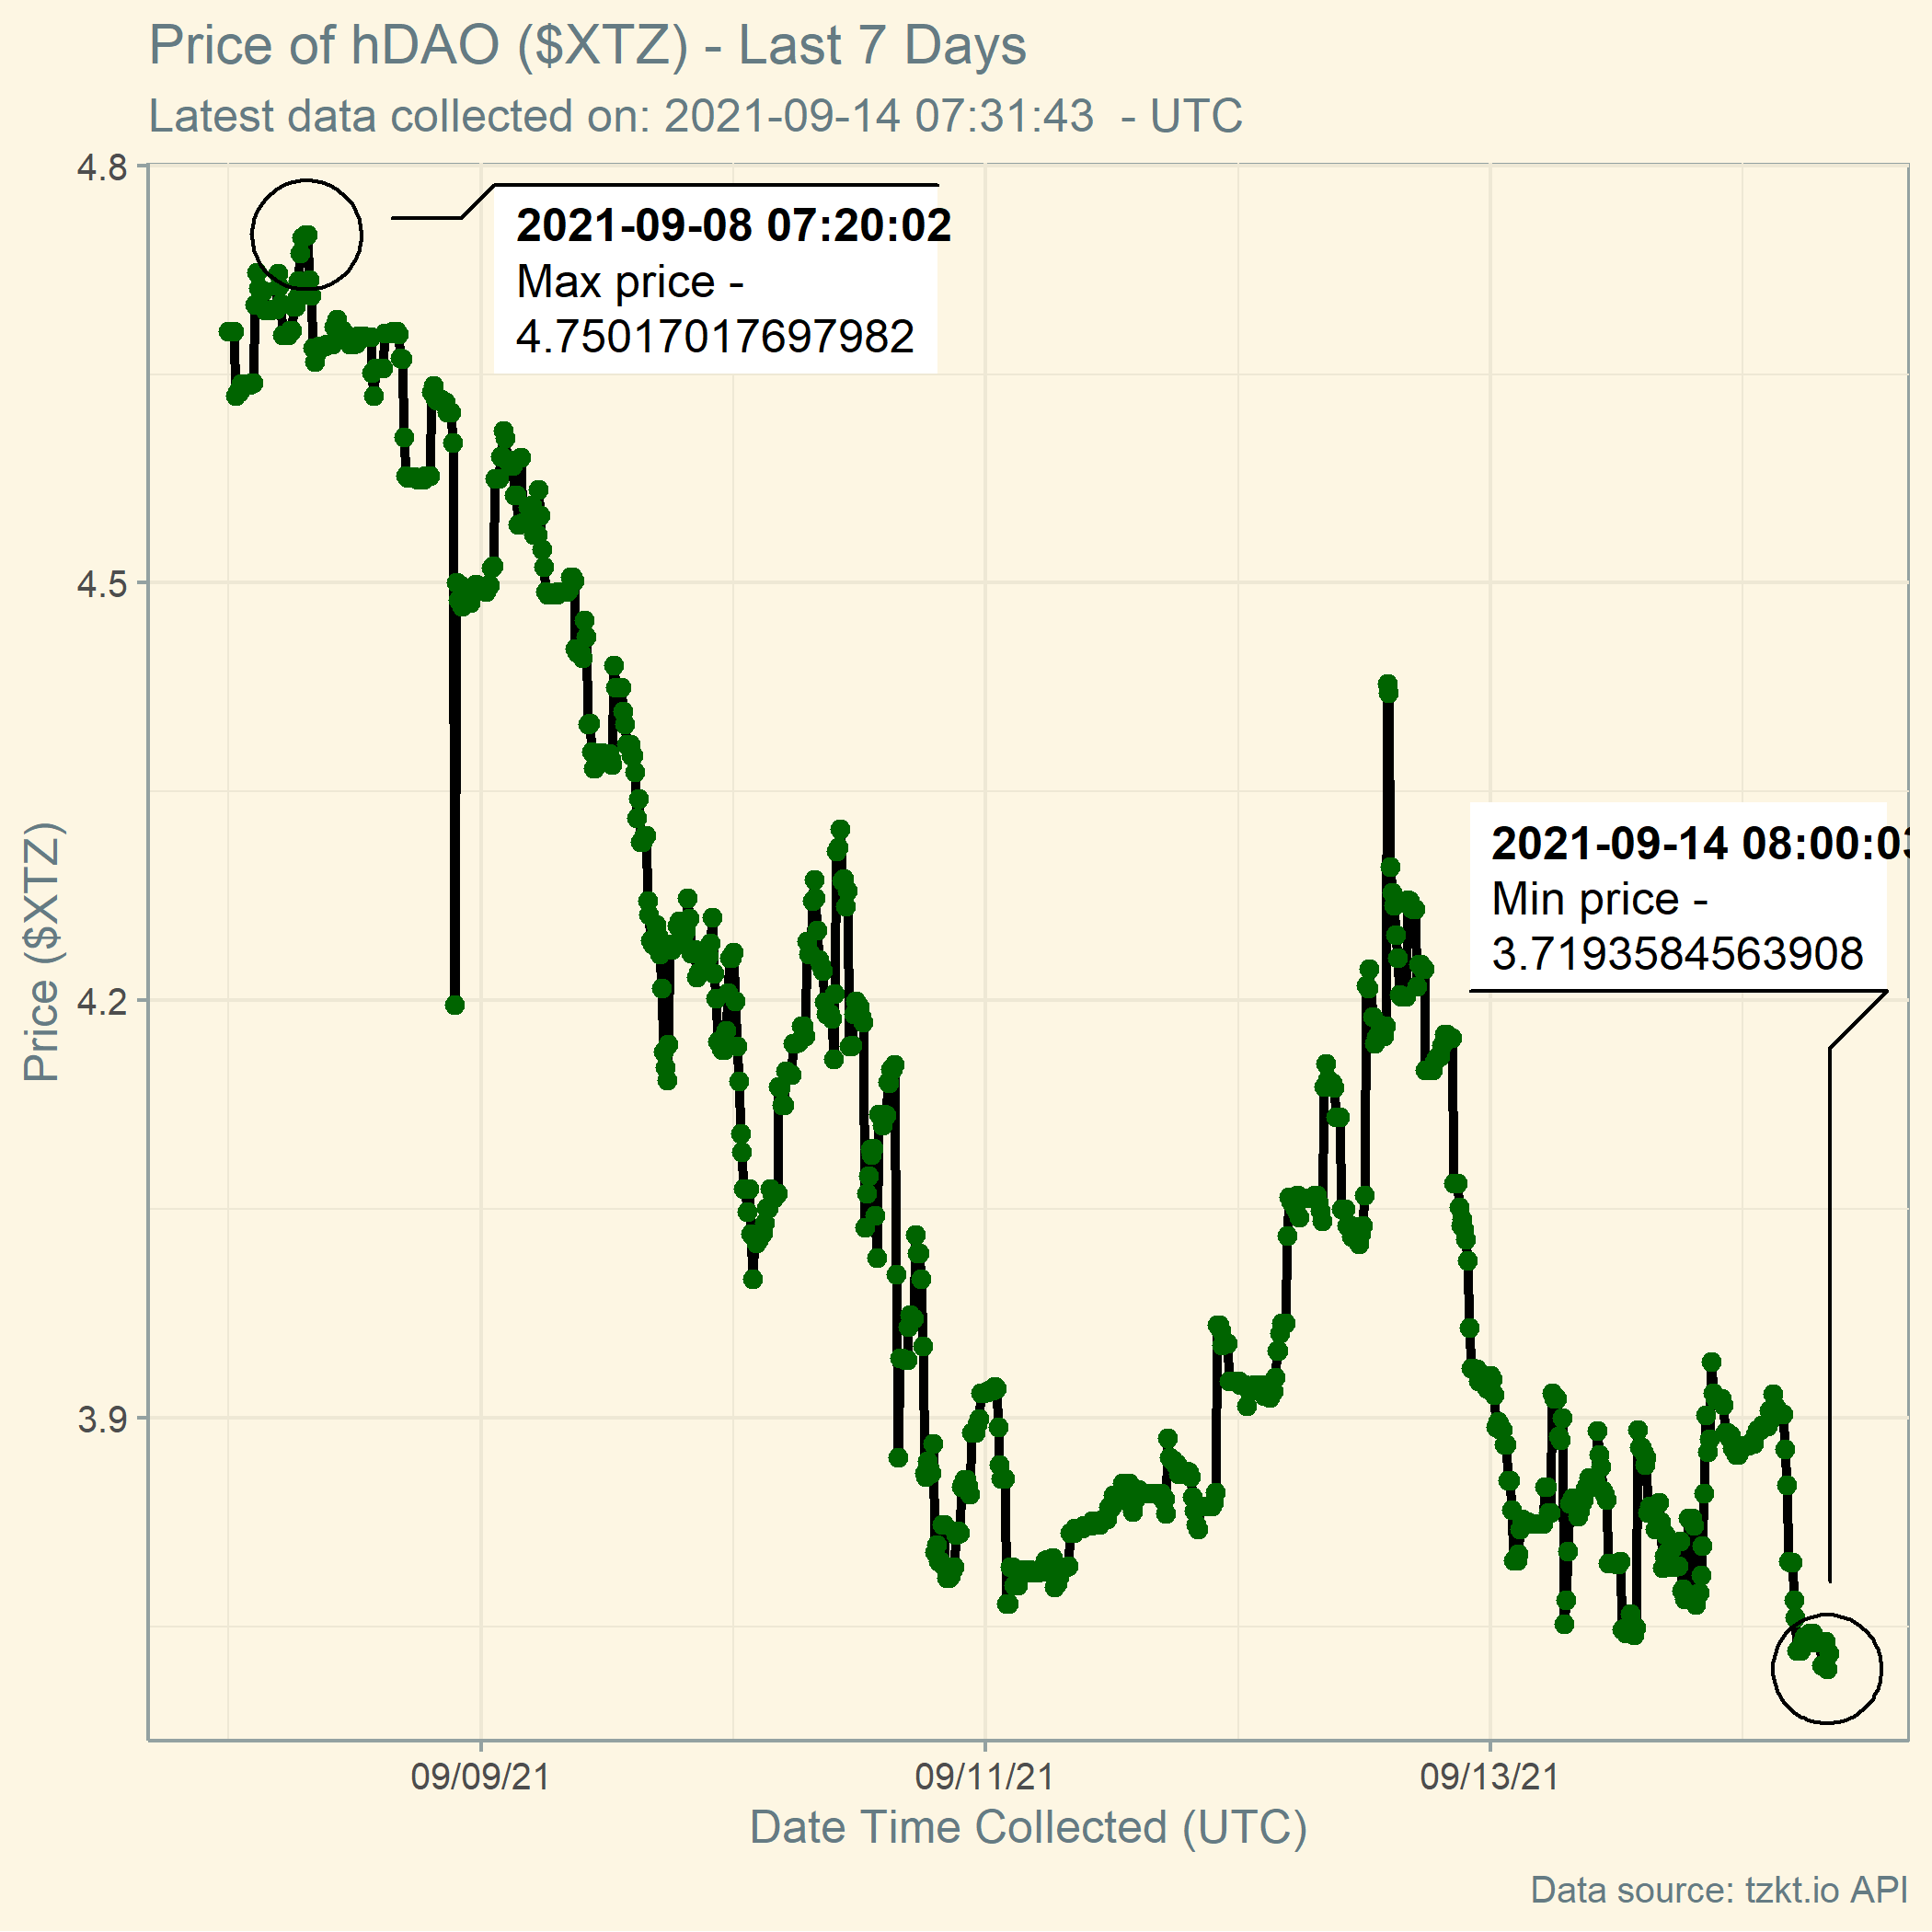 Price of hDAO ($XTZ) - Last 7 Days
Latest data collected on: 2021-09-14 07:31:43  - UTC
4.8
4.5
4.2
3.9
Price ($XTZ)
2021-09-08 07:20:02
Max price -
4.75017017697982
2021-09-14 08:00:03
Min price -
3.7193584563908
09/09/21
09/11/21
09/13/21
Date Time Collected (UTC)
Data source: tzkt.io API